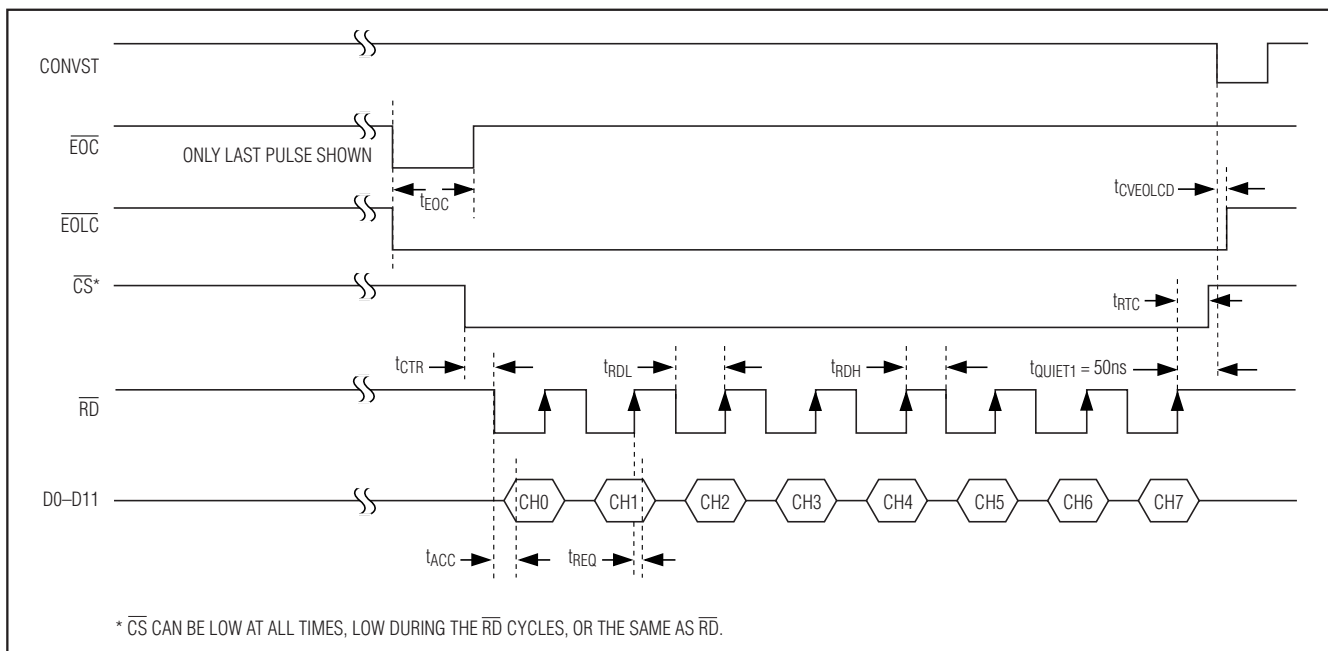 CONVST
EOC
ONLY LAST PULSE SHOWN
tEOC
tCVEOLCD
EOLC
CS*
tRTC
tCTR
tRDL
tRDH
tQUIET1 = 50ns
RD
D0–D11
CH0
CH1
CH2
CH3
CH4
CH5
CH6
CH7
tACC
tREQ
* CS CAN BE LOW AT ALL TIMES, LOW DURING THE RD CYCLES, OR THE SAME AS RD.